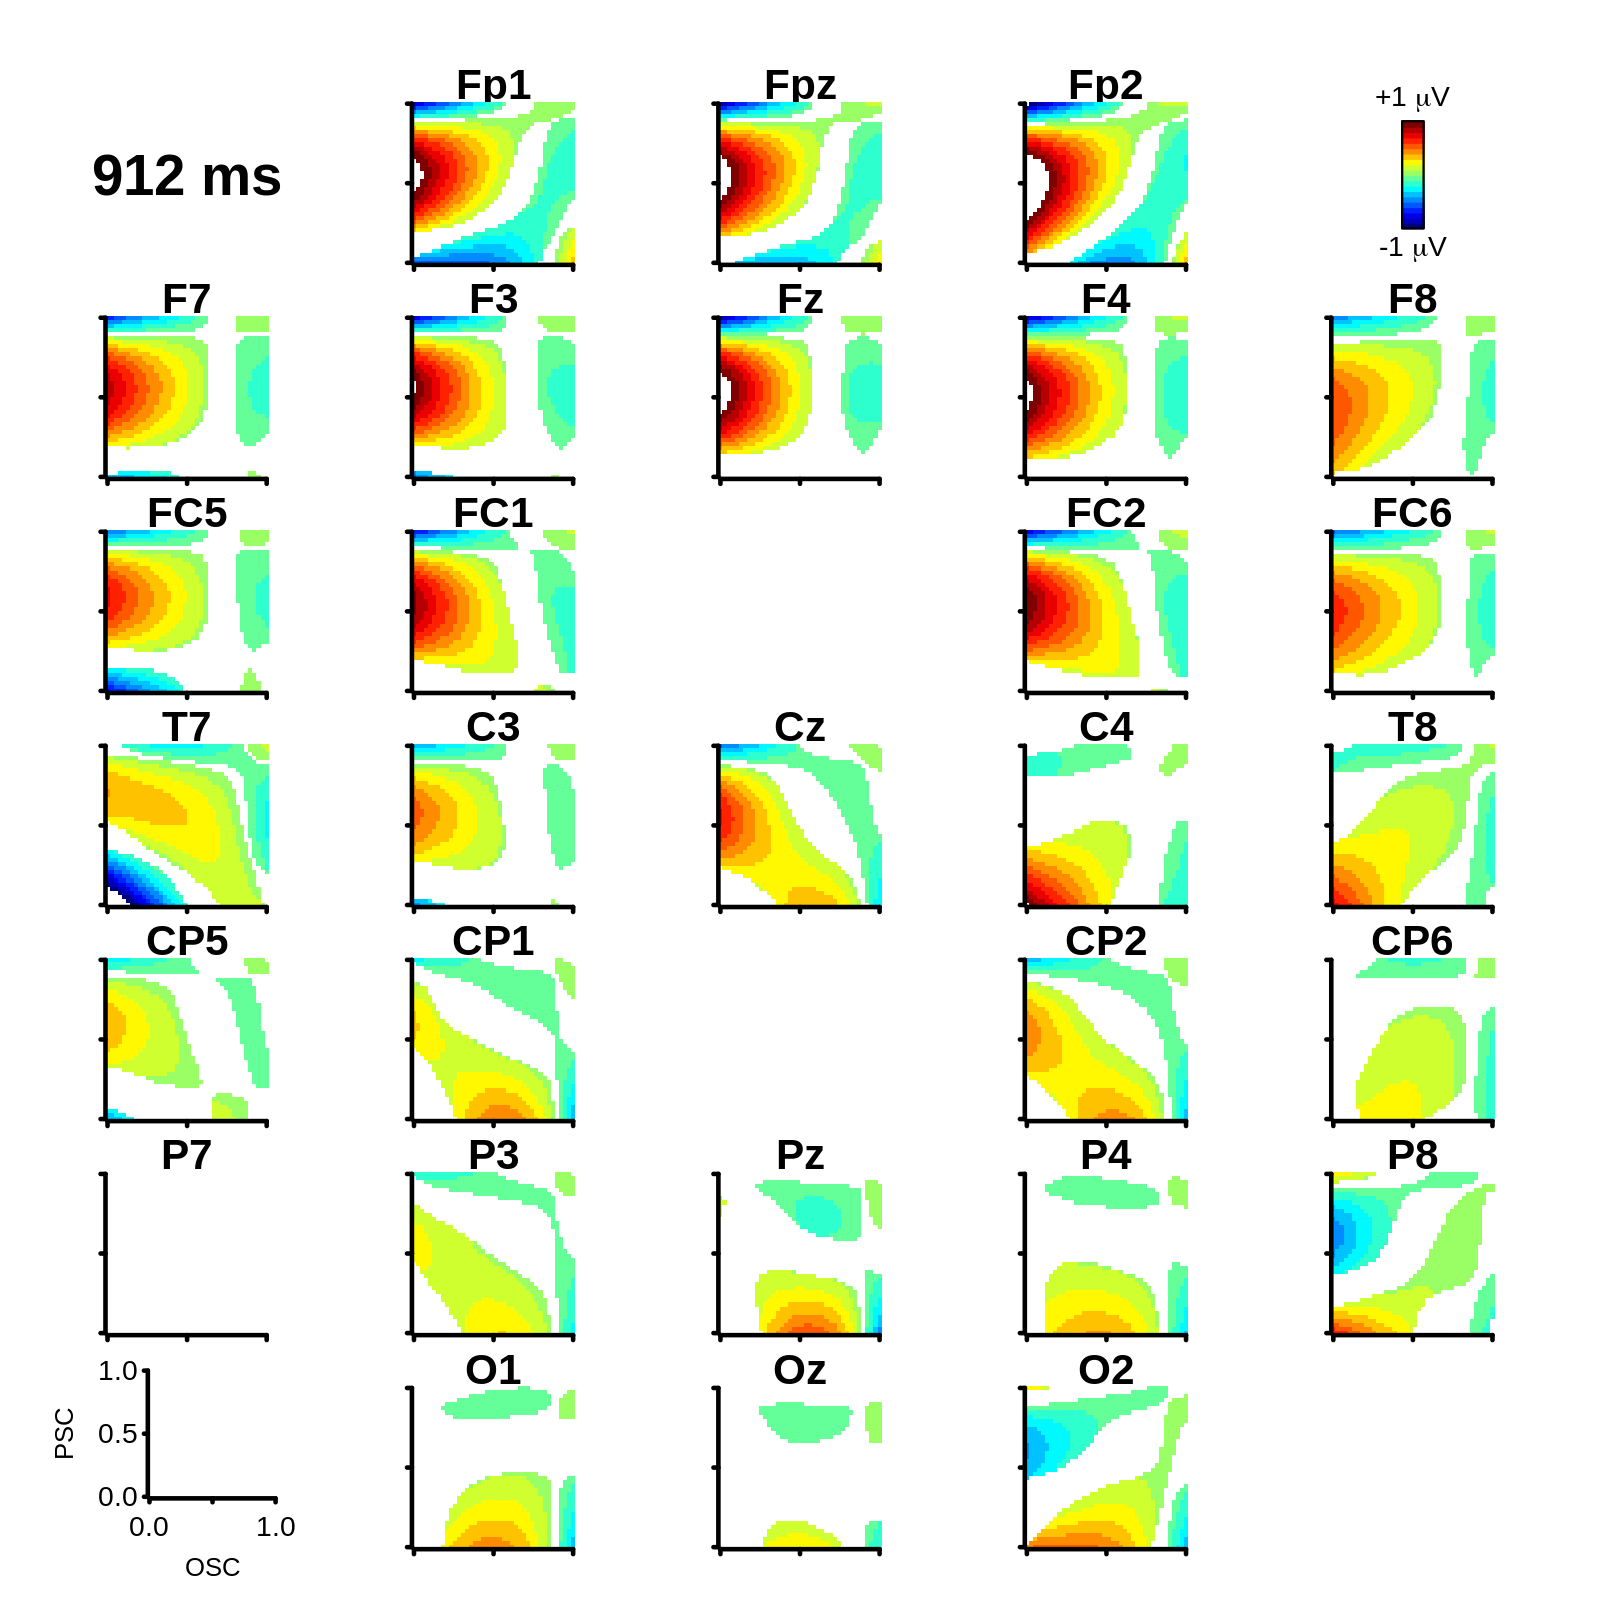 Fp1 Fpz Fp2
+1 μV
912 ms
-1 μV
F7 F3 Fz F4 F8
FC5 FC1 FC2 FC6
T7 C3 Cz C4 T8
CP5 CP1 CP2 CP6
P7 P3 Pz P4 P8
O1 Oz O2
1.0
PSC
0.5
0.0
0.0 1.0
OSC